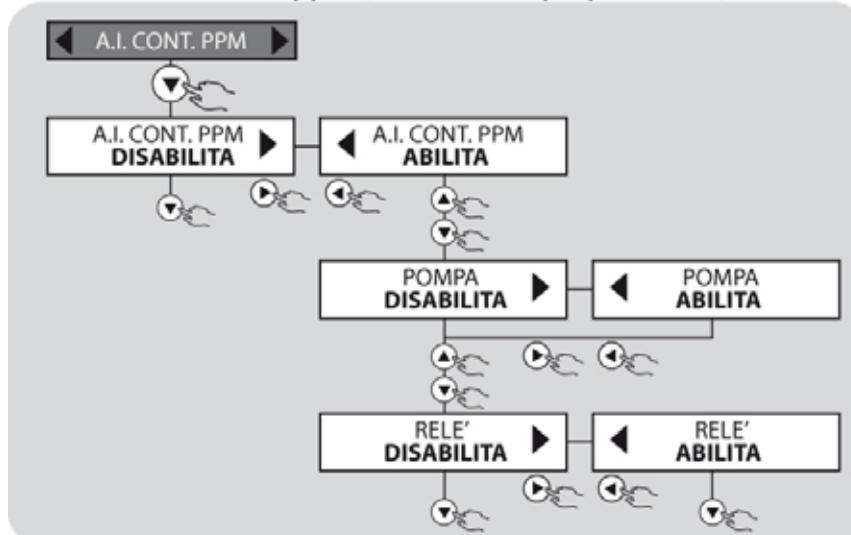 A.I. CONT. PPM
A.I. CONT. PPM
DISABILITA
A.I. CONT. PPM
ABILITA
POMPA
DISABILITA
POMPA
ABILITA
RELE'
DISABILITA
RELE'
ABILITA